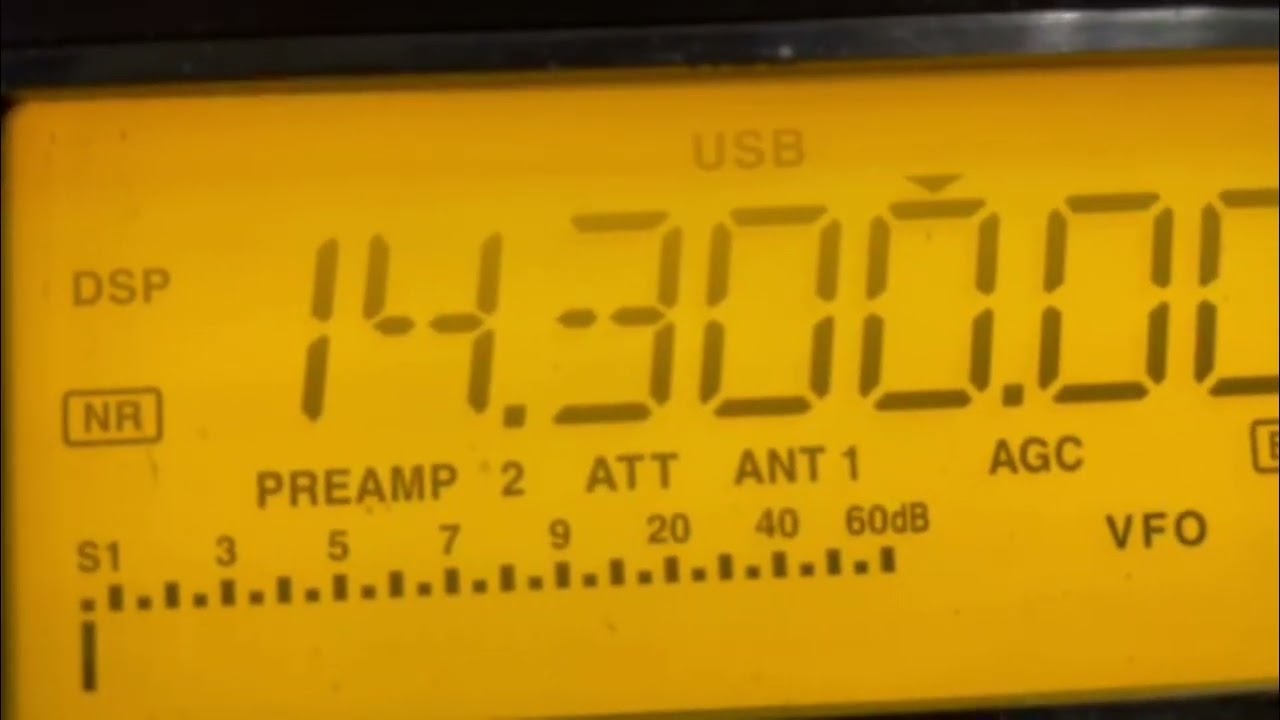 USB
14.300.00
DSP
NR
PREAMP 2 ATT ANT 1 AGC
S1 3 5 7 9 20 40 60dB
VFO